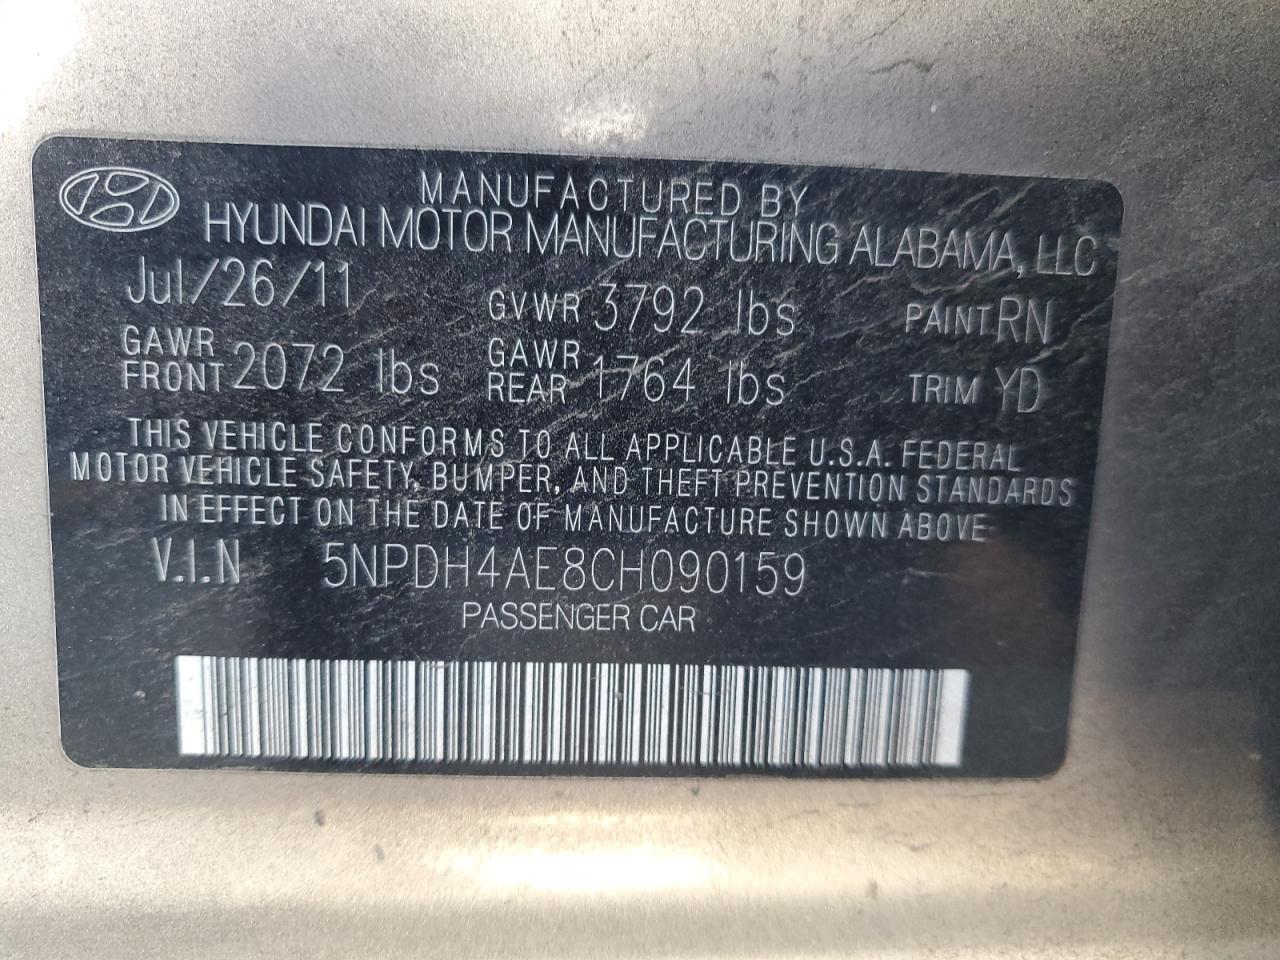 MANUFACTURED BY
HYUNDAI MOTOR MANUFACTURING ALABAMA, LLC
Jul/26/11 GVWR 3792 lbs PAINT RN
GAWR FRONT 2072 lbs GAWR REAR 1764 lbs TRIM YD
THIS VEHICLE CONFORMS TO ALL APPLICABLE U.S.A. FEDERAL
MOTOR VEHICLE SAFETY, BUMPER, AND THEFT PREVENTION STANDARDS
IN EFFECT ON THE DATE OF MANUFACTURE SHOWN ABOVE
V.I.N 5NPDH4AE8CH090159
PASSENGER CAR